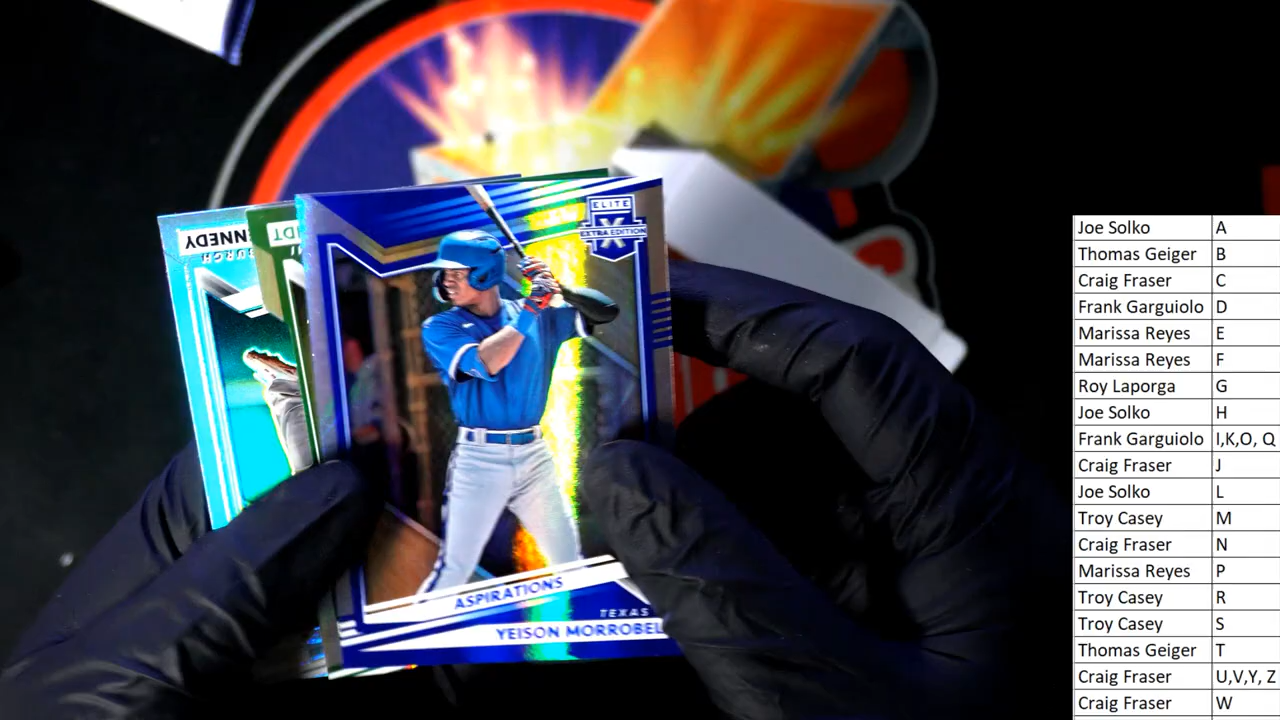 NNEDY
BURGH
DT
ELITE
X
EXTRA EDITION
ASPIRATIONS
TEXAS
YEISON MORROBEL
Joe Solko A
Thomas Geiger B
Craig Fraser C
Frank Garguiolo D
Marissa Reyes E
Marissa Reyes F
Roy Laporga G
Joe Solko H
Frank Garguiolo I,K,O, Q
Craig Fraser J
Joe Solko L
Troy Casey M
Craig Fraser N
Marissa Reyes P
Troy Casey R
Troy Casey S
Thomas Geiger T
Craig Fraser U,V,Y, Z
Craig Fraser W